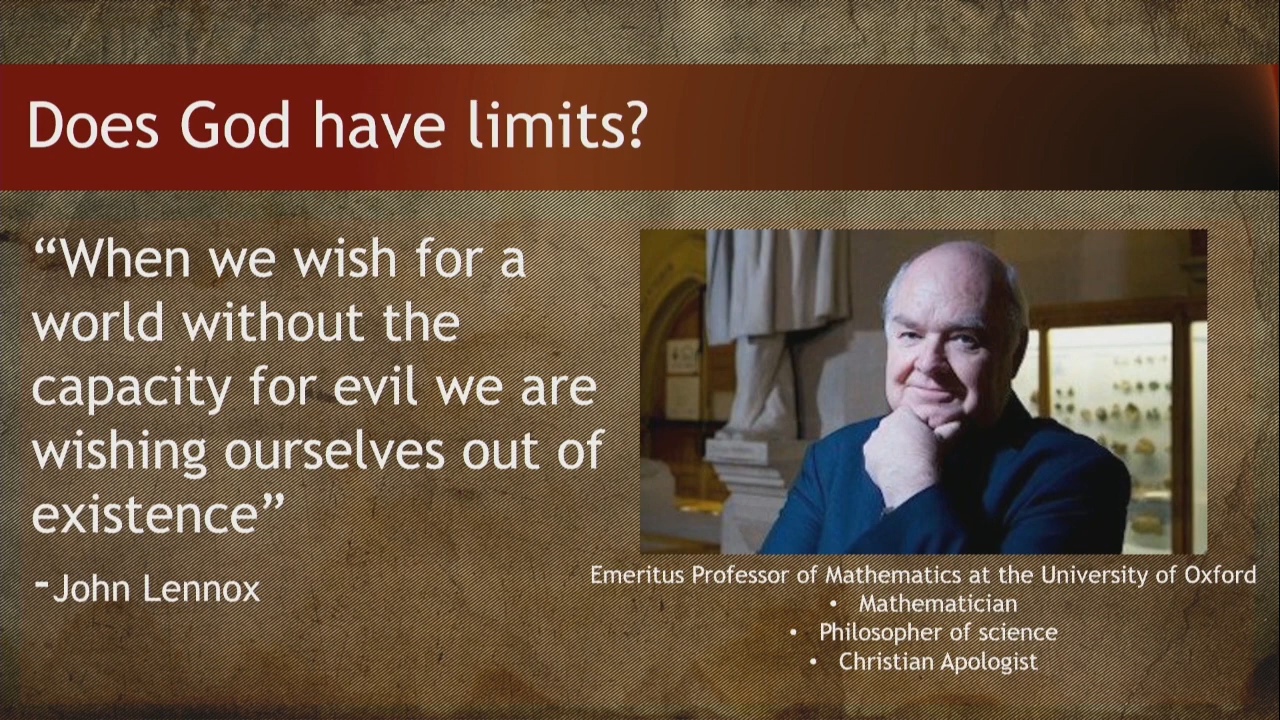 Does God have limits?
“When we wish for a
world without the
capacity for evil we are
wishing ourselves out of
existence”
-John Lennox
Emeritus Professor of Mathematics at the University of Oxford
• Mathematician
• Philosopher of science
• Christian Apologist